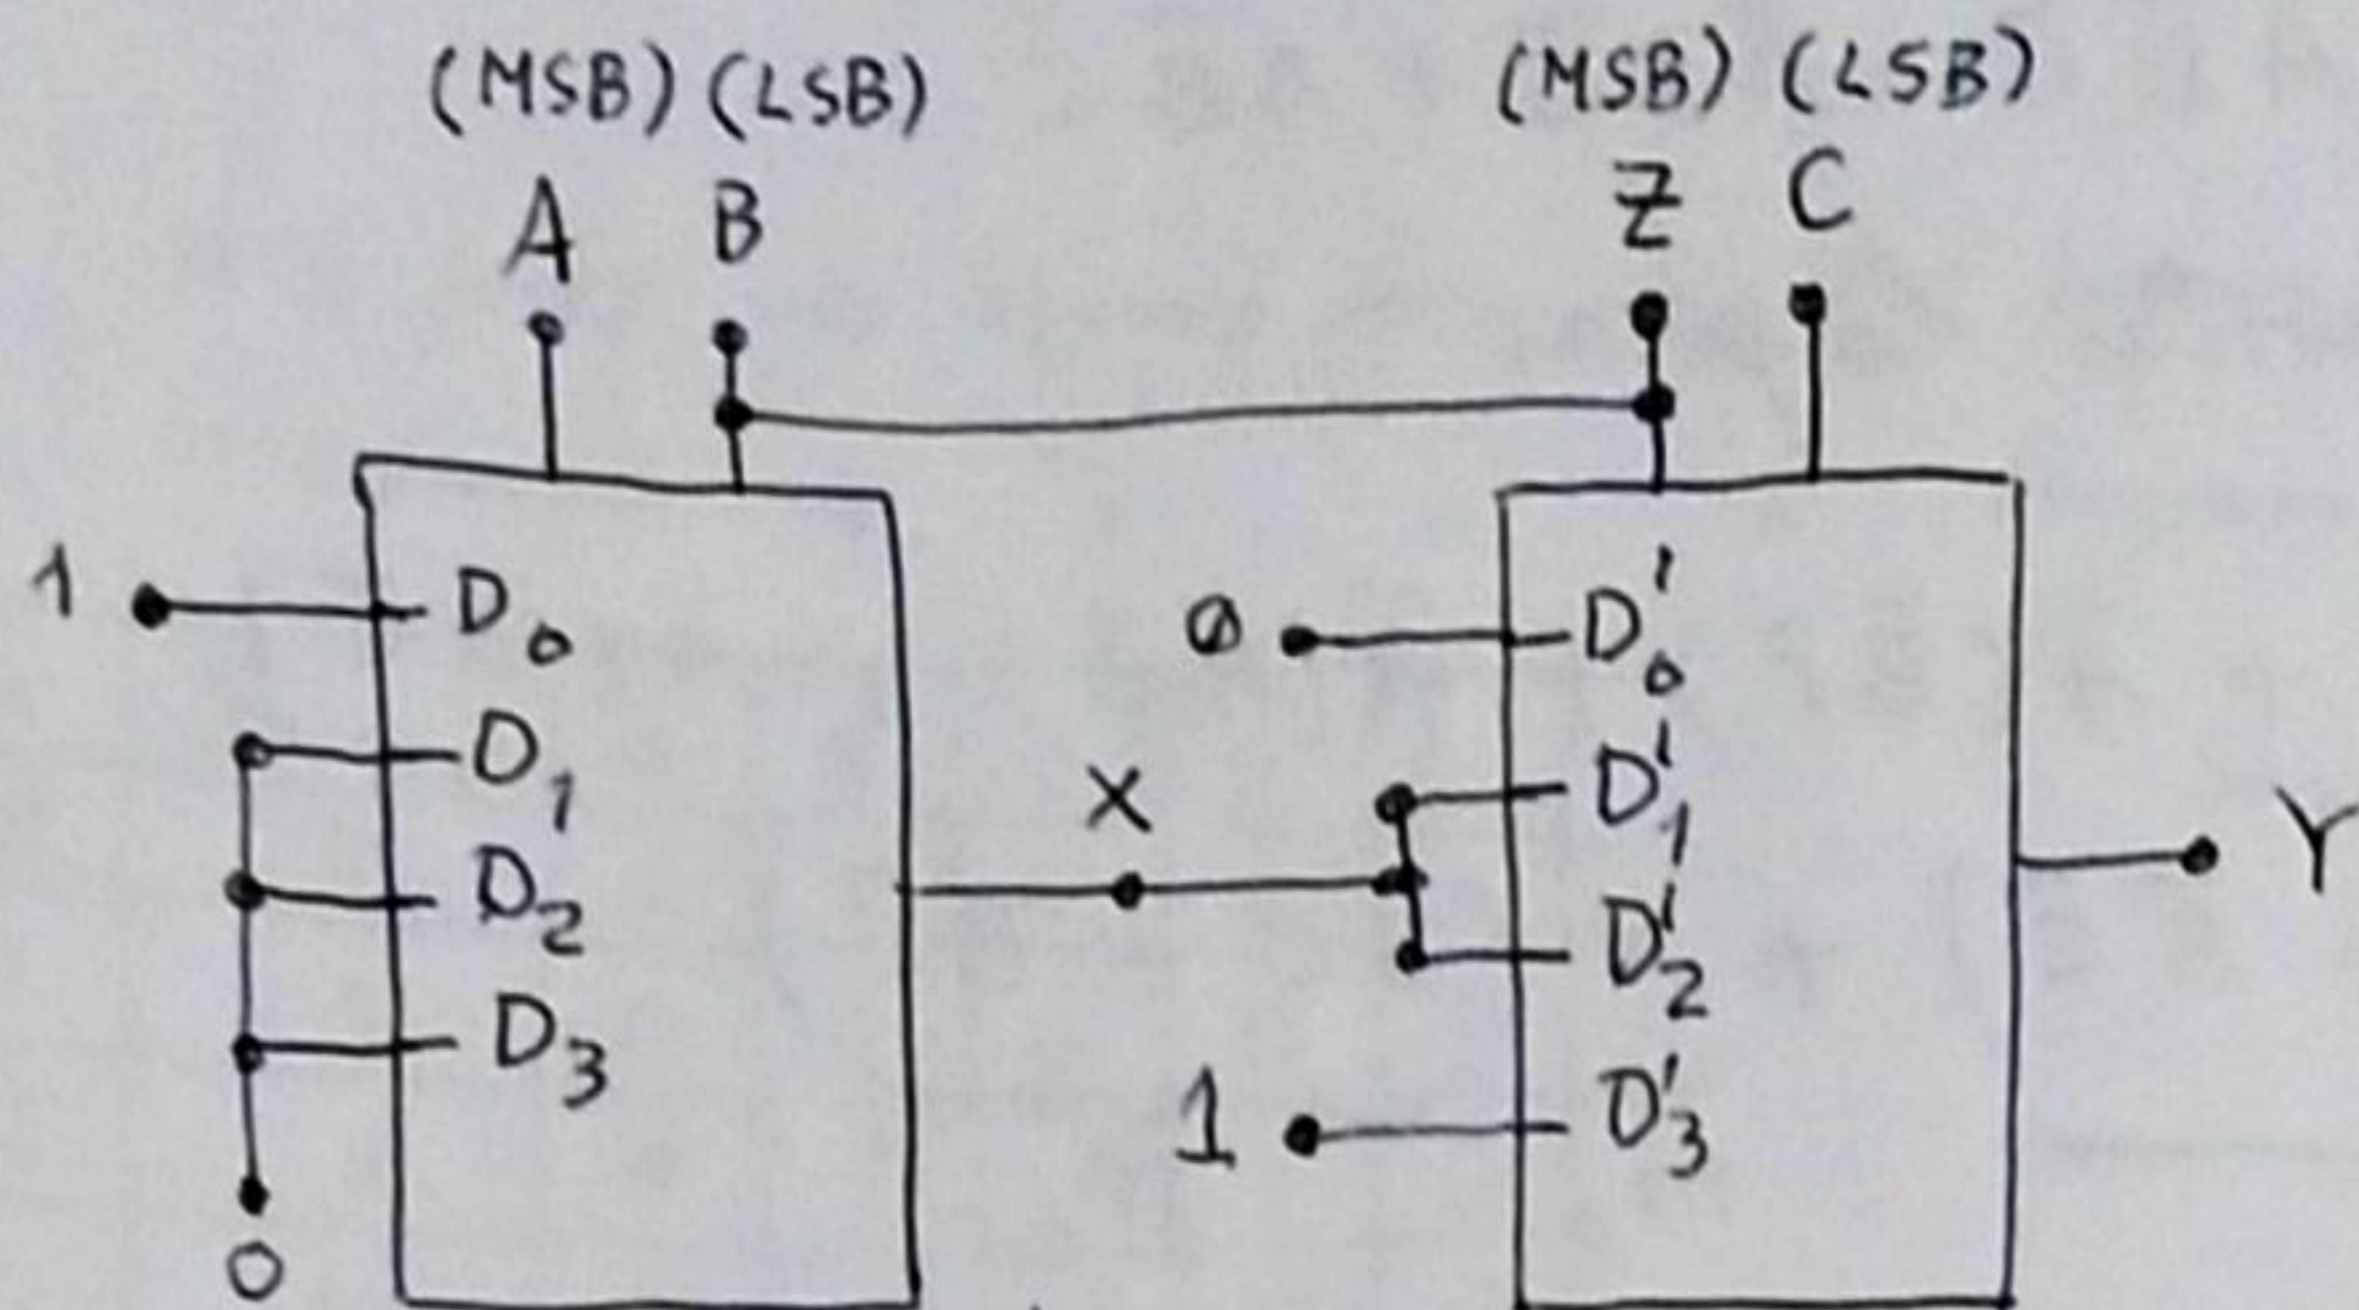 (MSB) (LSB) (MSB) (LSB)
A B Z C
1 D0 0 D'0
D1 X D'1 Y
D2 D'2
D3 1 D'3
0